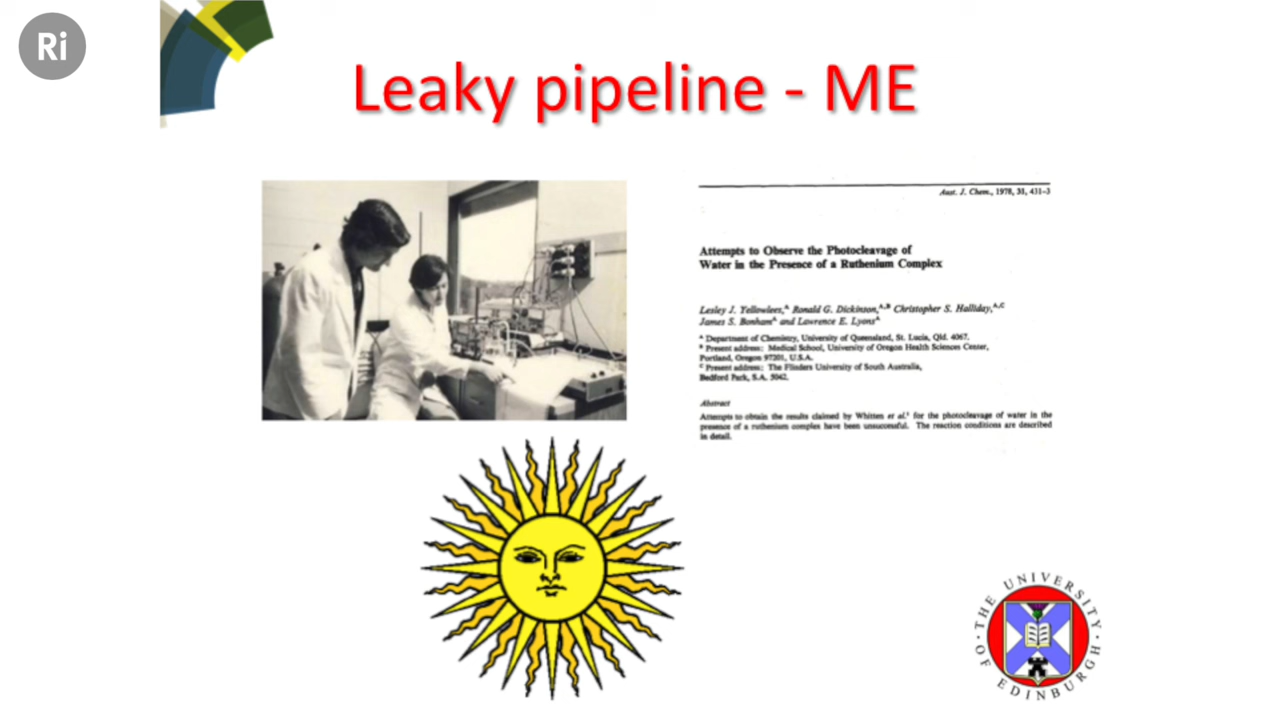 Ri
Leaky pipeline - ME
Aust. J. Chem., 1978, 31, 431-3
Attempts to Observe the Photocleavage of
Water in the Presence of a Ruthenium Complex
Lesley J. Yellowlees,ᴬ Ronald G. Dickinson,ᴬ,ᴮ Christopher S. Halliday,ᴬ,ᶜ
James S. Bonhamᴬ and Lawrence E. Lyonsᴬ
ᴬ Department of Chemistry, University of Queensland, St. Lucia, Qld. 4067.
ᴮ Present address: Medical School, University of Oregon Health Sciences Center,
Portland, Oregon 97201, U.S.A.
ᶜ Present address: The Flinders University of South Australia,
Bedford Park, S.A. 5042.
Abstract
Attempts to obtain the results claimed by Whitten et al.¹ for the photocleavage of water in the
presence of a ruthenium complex have been unsuccessful. The reaction conditions are described
in detail.
THE UNIVERSITY OF EDINBURGH